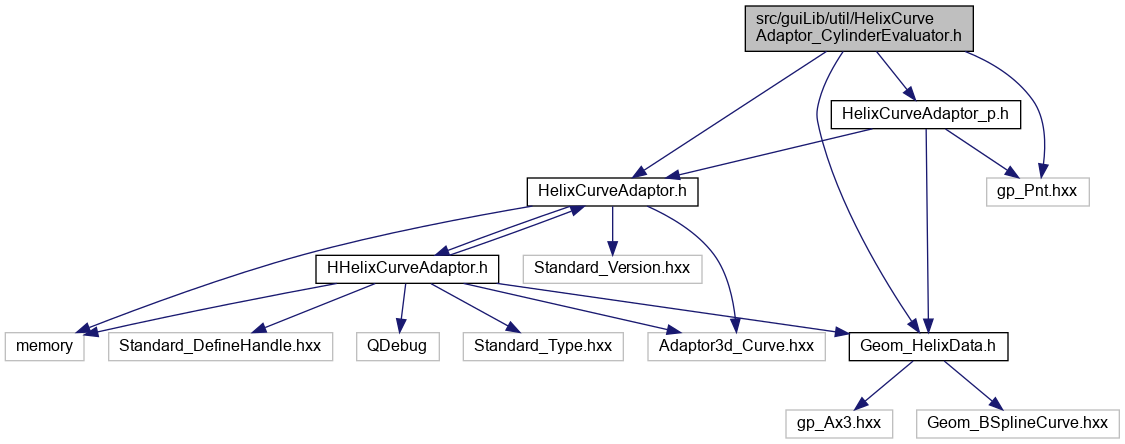 src/guiLib/util/HelixCurve
Adaptor_CylinderEvaluator.h
HelixCurveAdaptor_p.h
HelixCurveAdaptor.h
gp_Pnt.hxx
HHelixCurveAdaptor.h
Standard_Version.hxx
memory
Standard_DefineHandle.hxx
QDebug
Standard_Type.hxx
Adaptor3d_Curve.hxx
Geom_HelixData.h
gp_Ax3.hxx
Geom_BSplineCurve.hxx